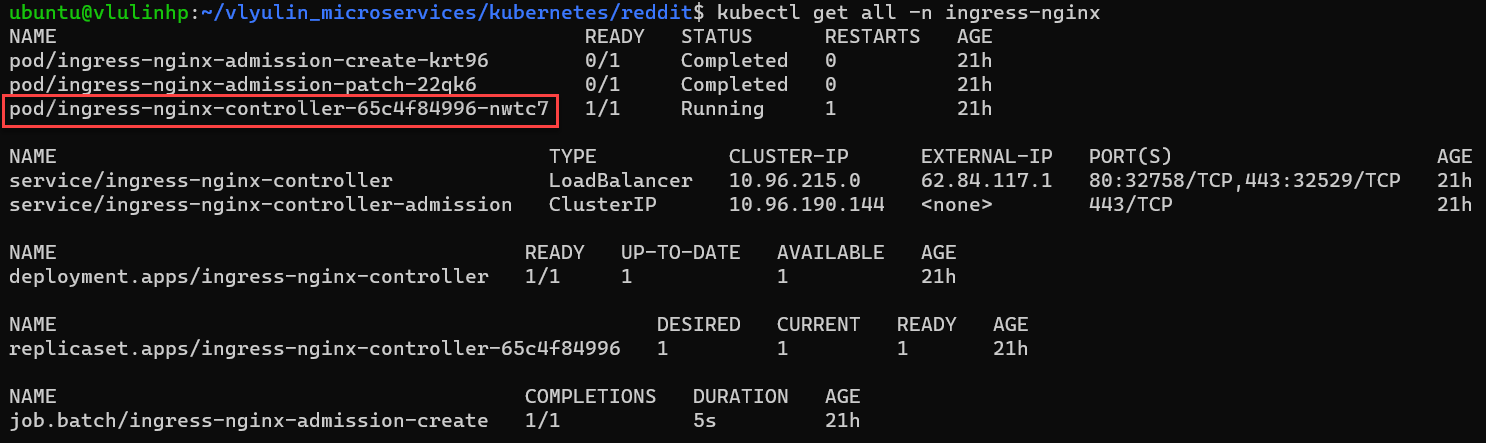 ubuntu@vlulinhp:~/vlyulin_microservices/kubernetes/reddit$ kubectl get all -n ingress-nginx
NAME READY STATUS RESTARTS AGE
pod/ingress-nginx-admission-create-krt96 0/1 Completed 0 21h
pod/ingress-nginx-admission-patch-22qk6 0/1 Completed 0 21h
pod/ingress-nginx-controller-65c4f84996-nwtc7 1/1 Running 1 21h
NAME TYPE CLUSTER-IP EXTERNAL-IP PORT(S) AGE
service/ingress-nginx-controller LoadBalancer 10.96.215.0 62.84.117.1 80:32758/TCP,443:32529/TCP 21h
service/ingress-nginx-controller-admission ClusterIP 10.96.190.144 <none> 443/TCP 21h
NAME READY UP-TO-DATE AVAILABLE AGE
deployment.apps/ingress-nginx-controller 1/1 1 1 21h
NAME DESIRED CURRENT READY AGE
replicaset.apps/ingress-nginx-controller-65c4f84996 1 1 1 21h
NAME COMPLETIONS DURATION AGE
job.batch/ingress-nginx-admission-create 1/1 5s 21h